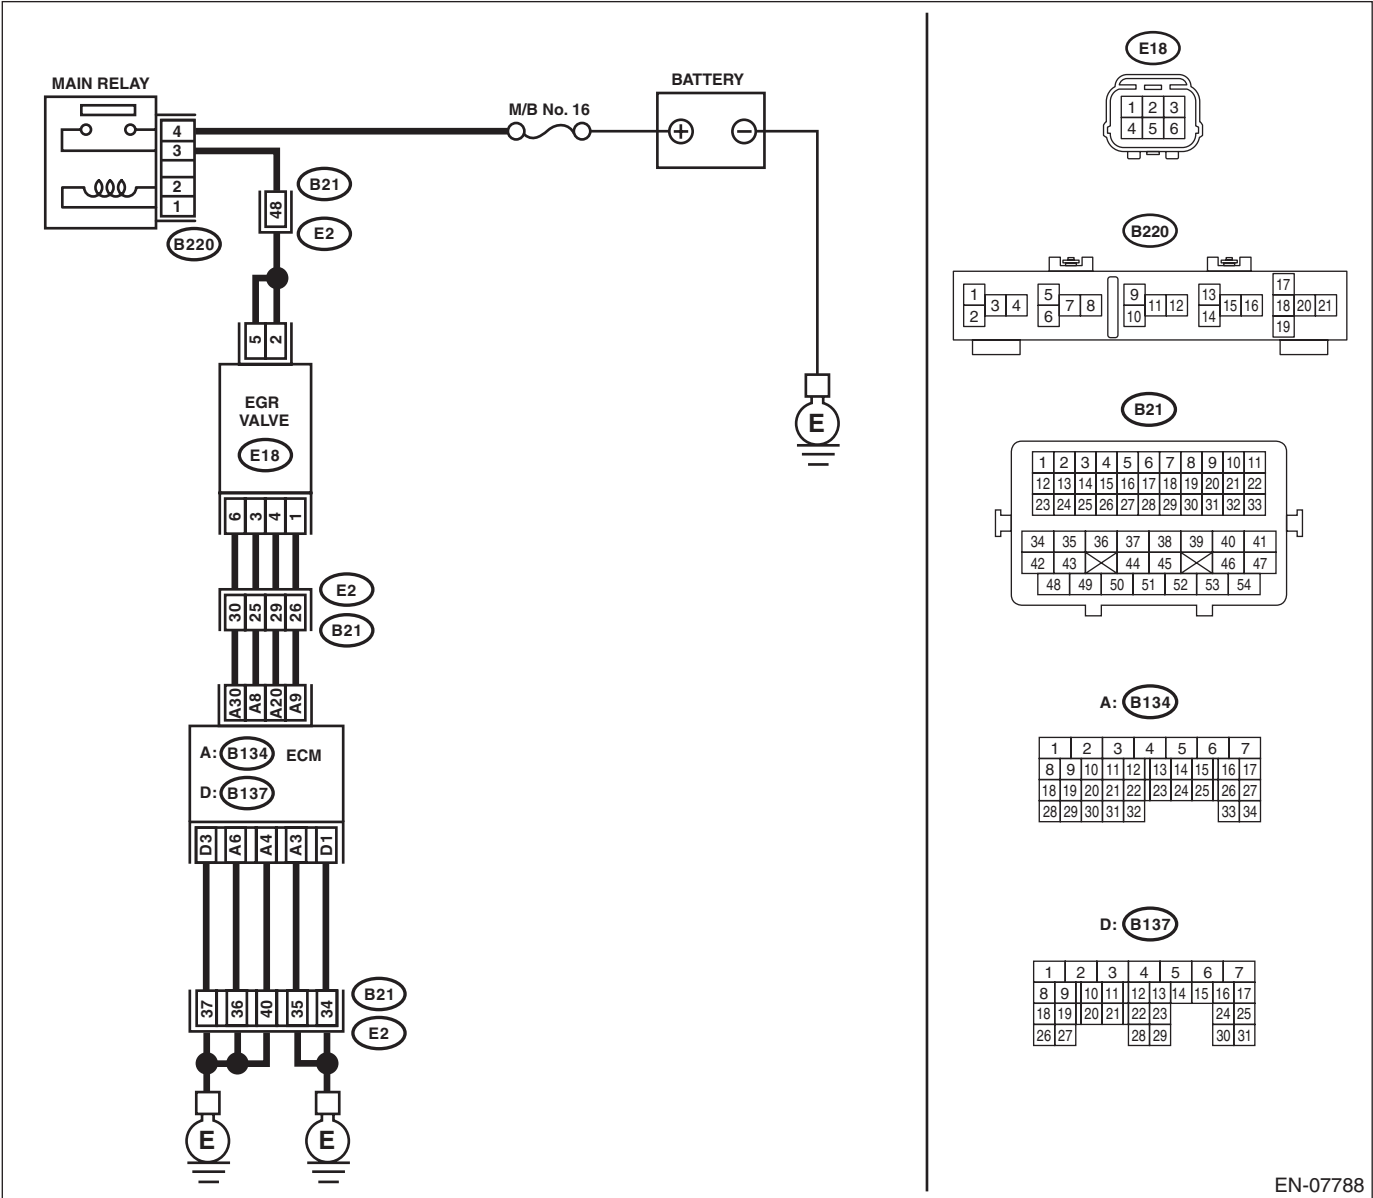 MAIN RELAY
4
3
2
1
B220
M/B No. 16
BATTERY
+
−
E
B21
48
E2
5 2
EGR
VALVE
E18
6 3 4 1
E2
30 25 29 26
B21
A30 A8 A20 A9
A: B134 ECM
D: B137
D3 A6 A4 A3 D1
B21
37 36 40 35 34
E2
E E
E18
1 2 3
4 5 6
B220
1 3 4 5 7 8 9 11 12 13 15 16 17 18 20 21
2 6 10 14 19
B21
1 2 3 4 5 6 7 8 9 10 11
12 13 14 15 16 17 18 19 20 21 22
23 24 25 26 27 28 29 30 31 32 33
34 35 36 37 38 39 40 41
42 43 44 45 46 47
48 49 50 51 52 53 54
A: B134
1 2 3 4 5 6 7
8 9 10 11 12 13 14 15 16 17
18 19 20 21 22 23 24 25 26 27
28 29 30 31 32 33 34
D: B137
1 2 3 4 5 6 7
8 9 10 11 12 13 14 15 16 17
18 19 20 21 22 23 24 25
26 27 28 29 30 31
EN-07788